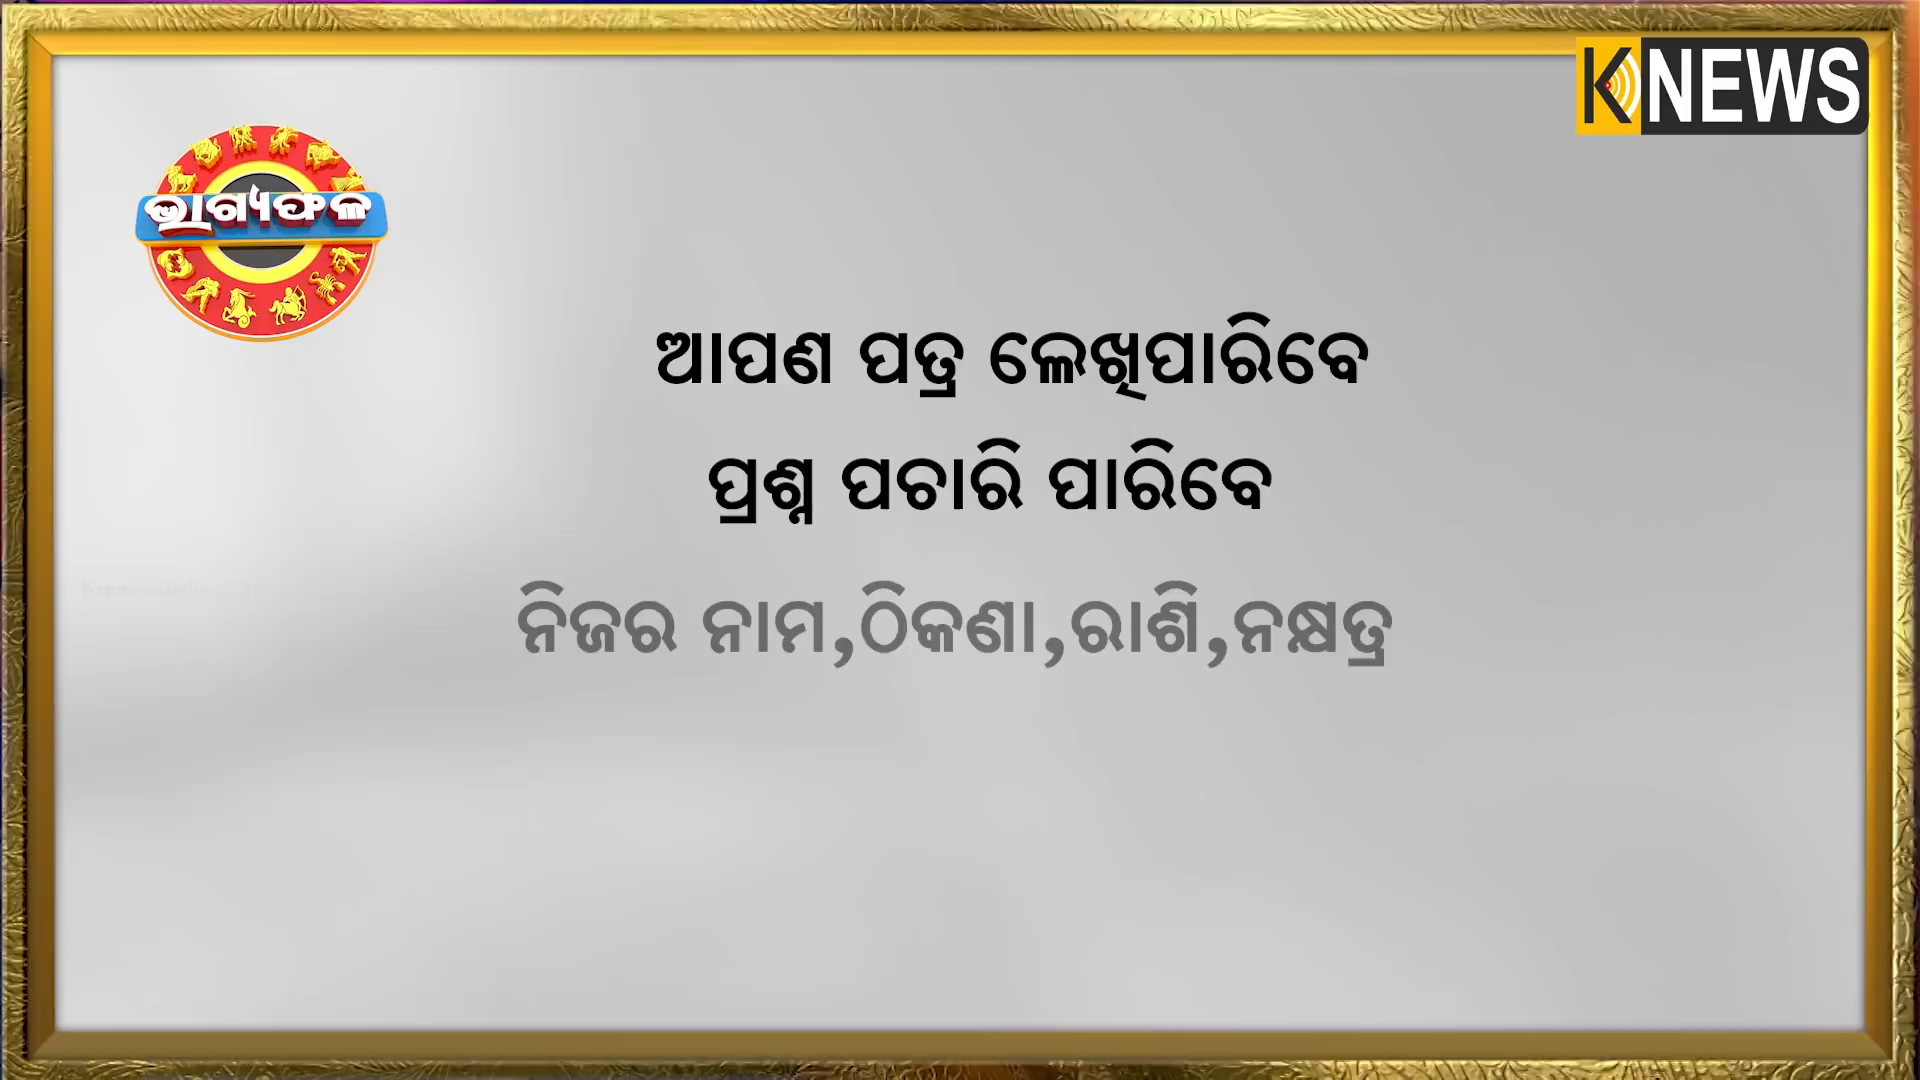 KNEWS
ଭାଗ୍ୟଫଳ
ଆପଣ ପତ୍ର ଲେଖିପାରିବେ
ପ୍ରଶ୍ନ ପଚାରି ପାରିବେ
ନିଜର ନାମ,ଠିକଣା,ରାଶି,ନକ୍ଷତ୍ର